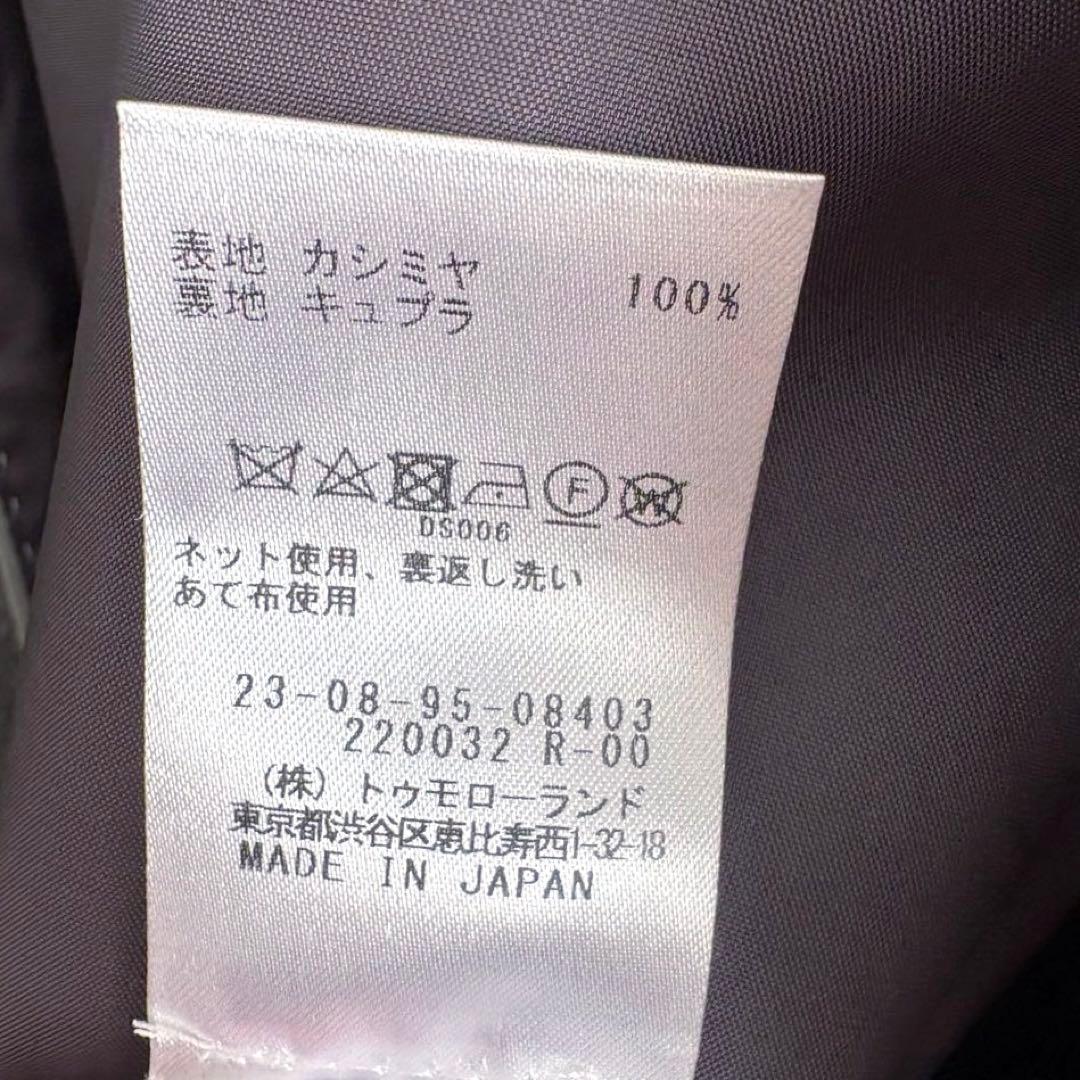 表地 カシミヤ 100%
裏地 キュプラ
F W
DS006
ネット使用、裏返し洗い
あて布使用
23-08-95-08403
220032 R-00
(株) トゥモローランド
東京都渋谷区恵比寿西1-32-18
MADE IN JAPAN